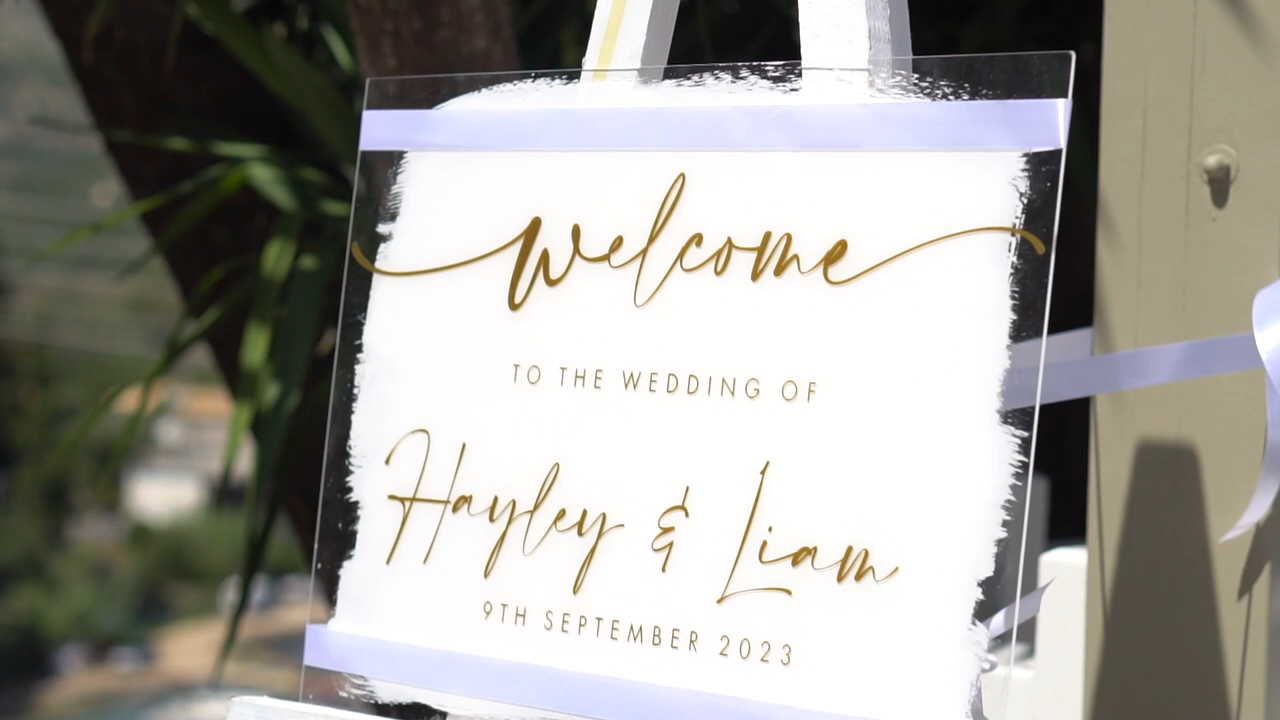 welcome
TO THE WEDDING OF
Hayley & Liam
9TH SEPTEMBER 2023